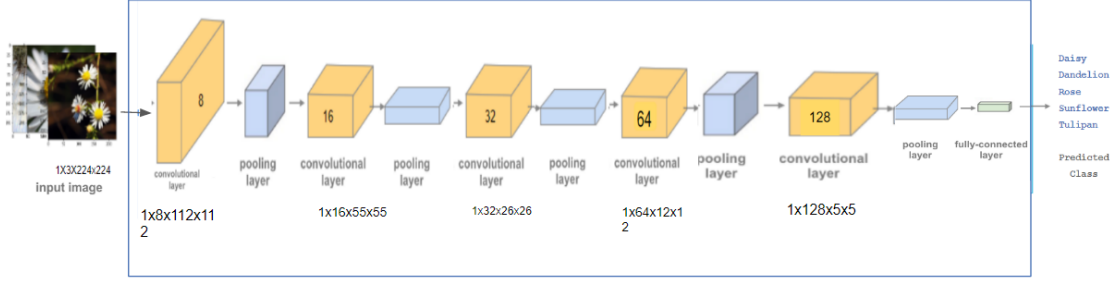 1X3X224x224
input image
8
convolutional
layer
1x8x112x11
2
pooling
layer
16
convolutional
layer
1x16x55x55
pooling
layer
32
convolutional
layer
1x32x26x26
pooling
layer
64
convolutional
layer
1x64x12x1
2
pooling
layer
128
convolutional
layer
1x128x5x5
pooling
layer
fully-connected
layer
Daisy
Dandelion
Rose
Sunflower
Tulipan
Predicted
Class